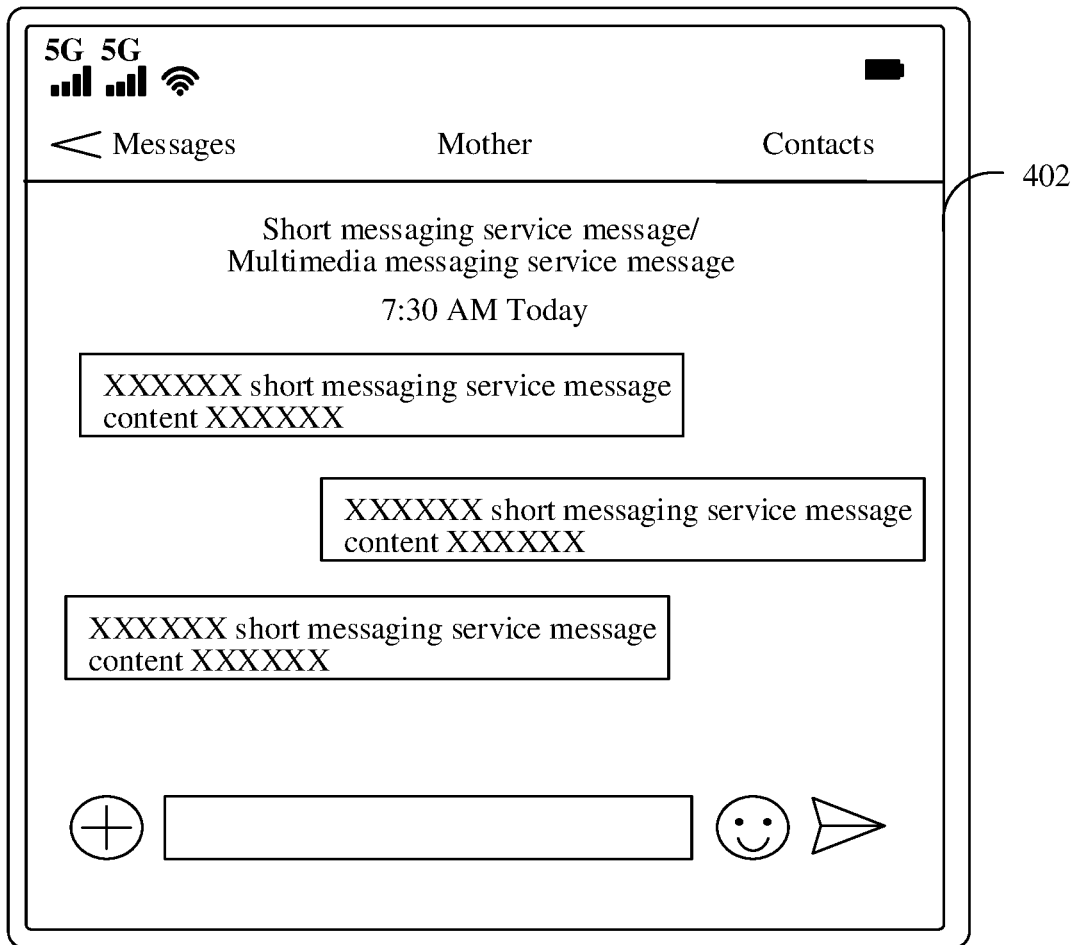 5G 5G
Messages Mother Contacts
402
Short messaging service message/
Multimedia messaging service message
7:30 AM Today
XXXXXX short messaging service message
content XXXXXX
XXXXXX short messaging service message
content XXXXXX
XXXXXX short messaging service message
content XXXXXX